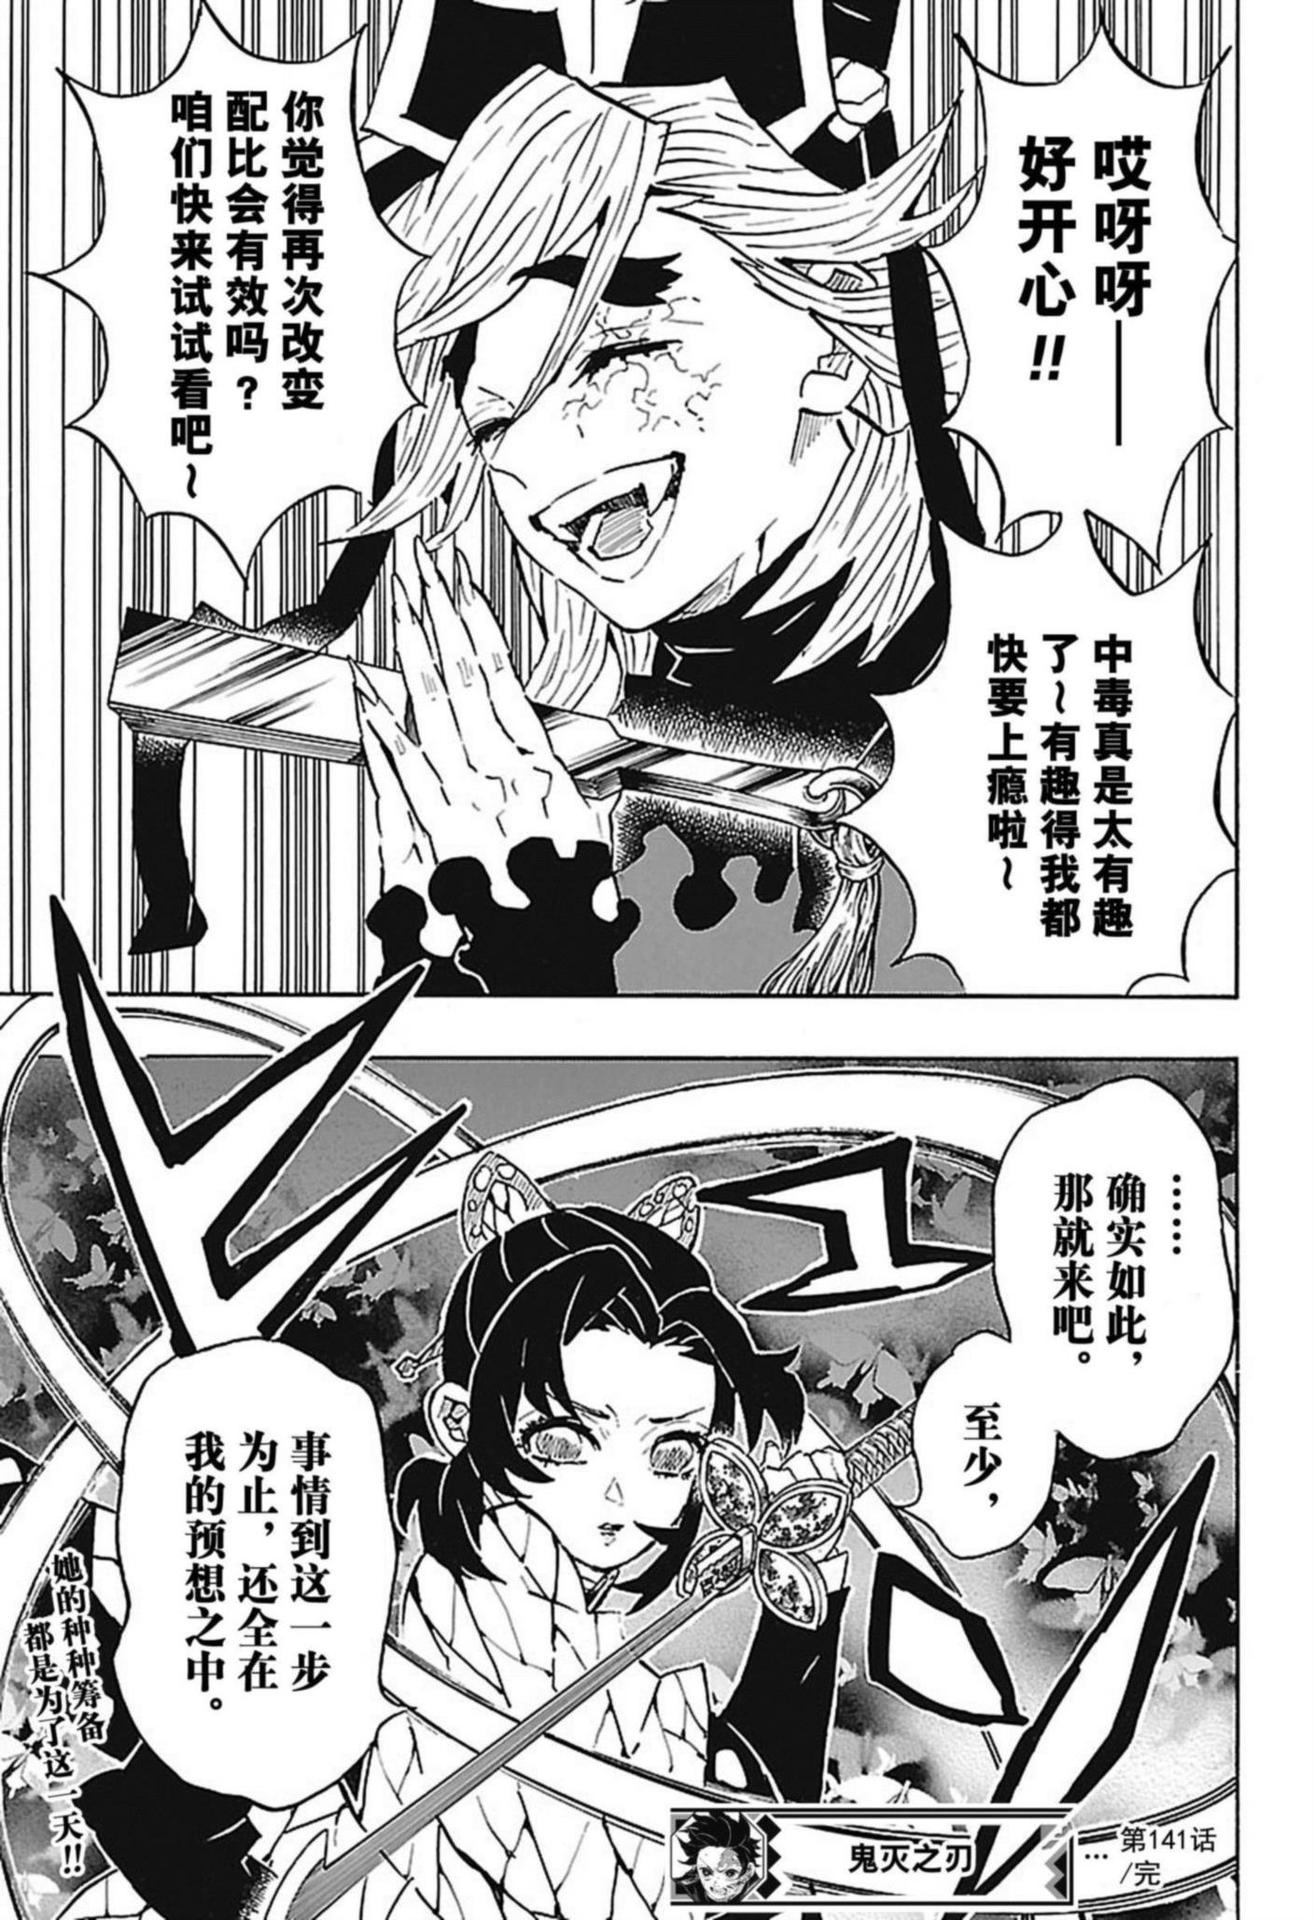 哎呀呀——
好开心!!
中毒真是太有趣
了～有趣得我都
快要上瘾啦～
你觉得再次改变
配比会有效吗？
咱们快来试试看吧～
……
确实如此，
那就来吧。
至少，
事情到这一步
为止，还全在
我的预想之中。
她的种种筹备
都是为了这一天!!
鬼灭之刃
…第141话
/完